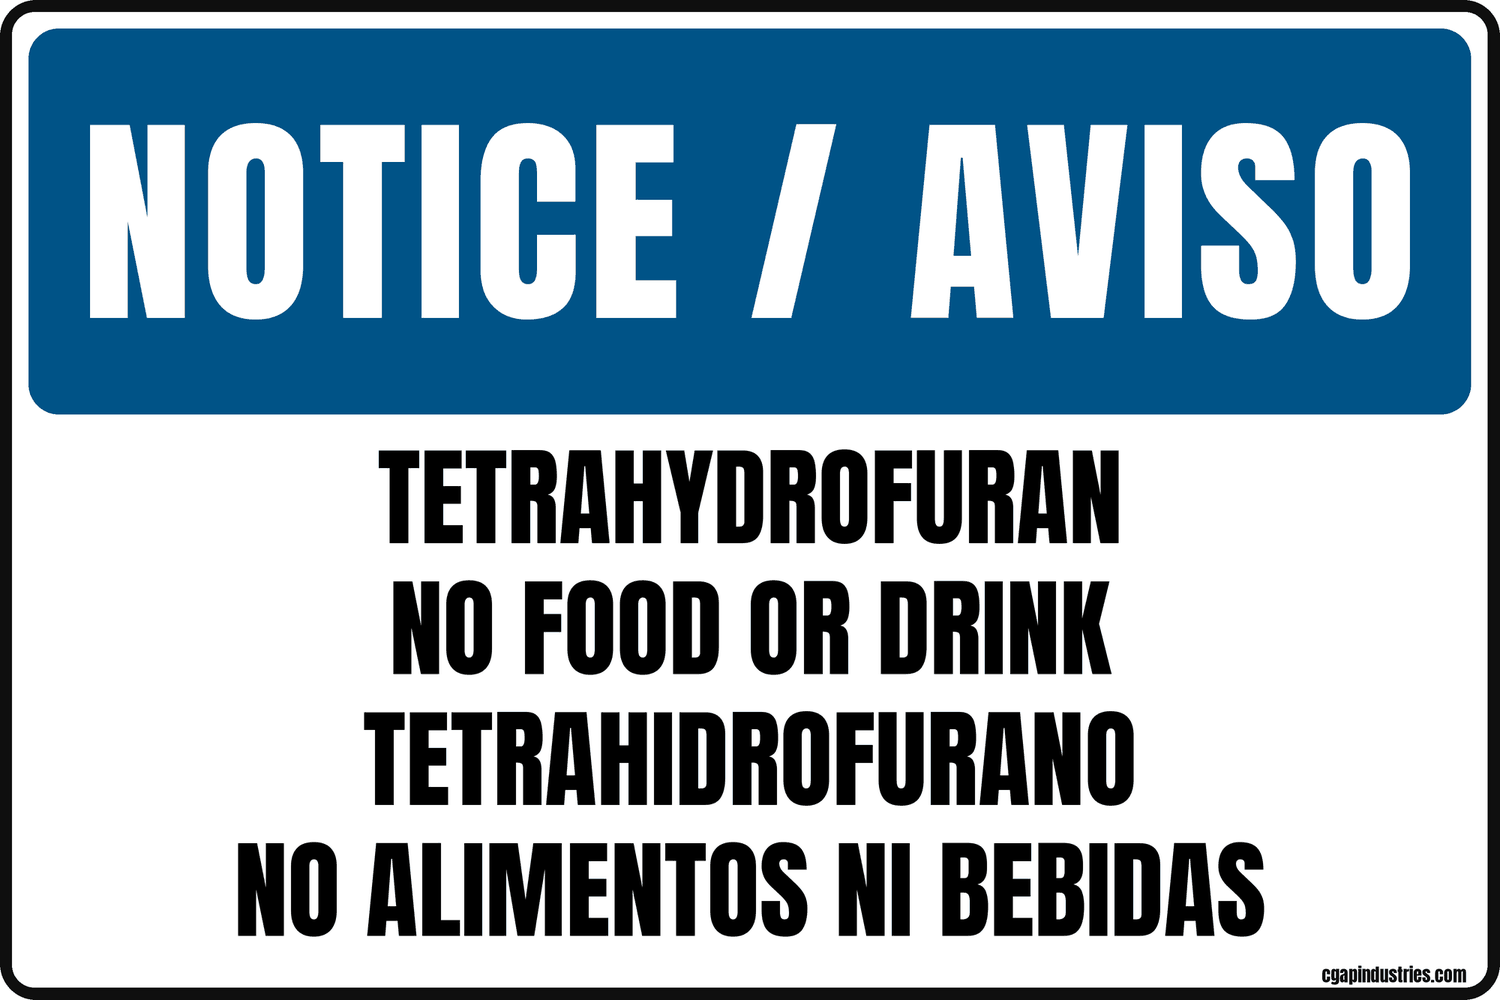 NOTICE / AVISO
TETRAHYDROFURAN
NO FOOD OR DRINK
TETRAHIDROFURANO
NO ALIMENTOS NI BEBIDAS
cgapindustries.com